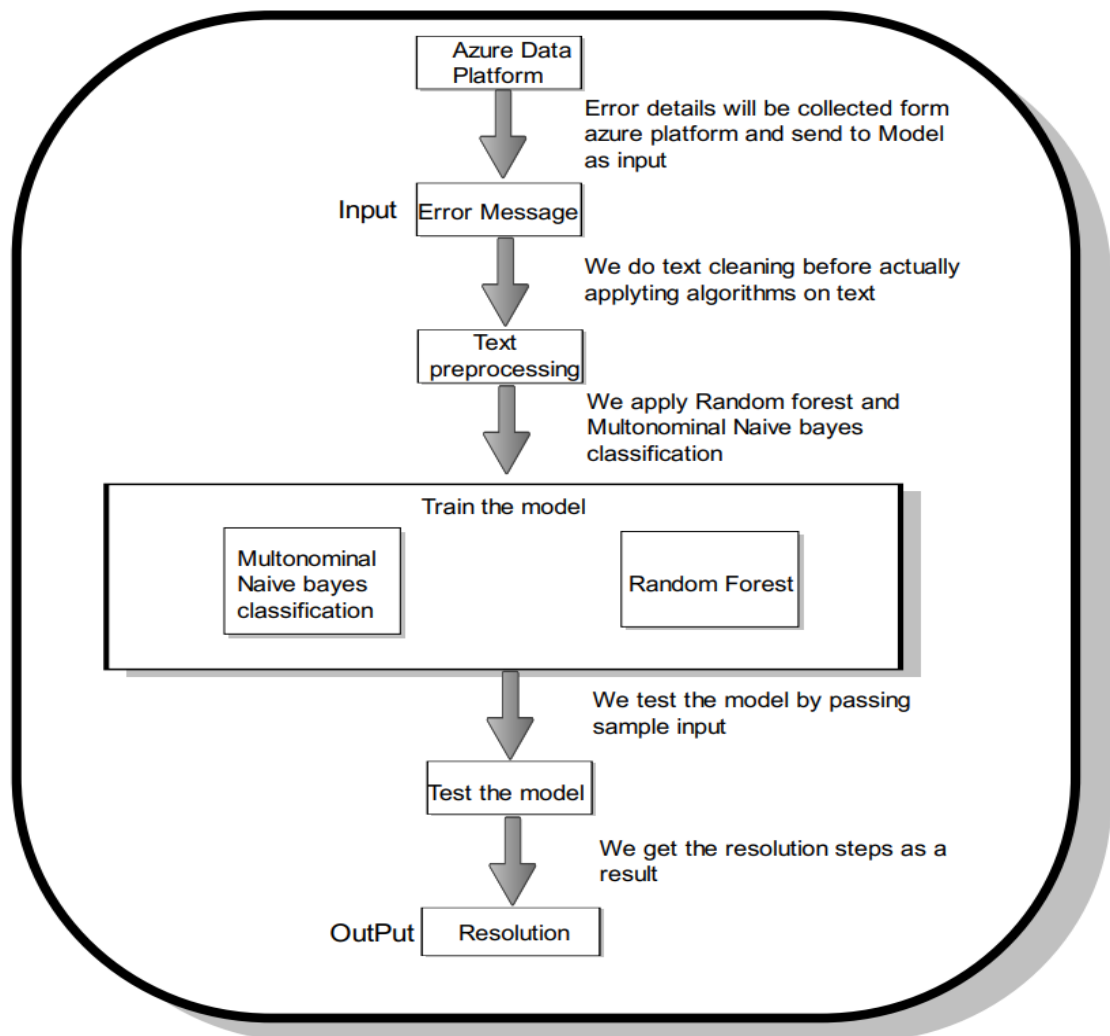 Azure Data
Platform
Error details will be collected form
azure platform and send to Model
as input
Input
Error Message
We do text cleaning before actually
applyting algorithms on text
Text
preprocessing
We apply Random forest and
Multonominal Naive bayes
classification
Train the model
Multonominal
Naive bayes
classification
Random Forest
We test the model by passing
sample input
Test the model
We get the resolution steps as a
result
OutPut
Resolution